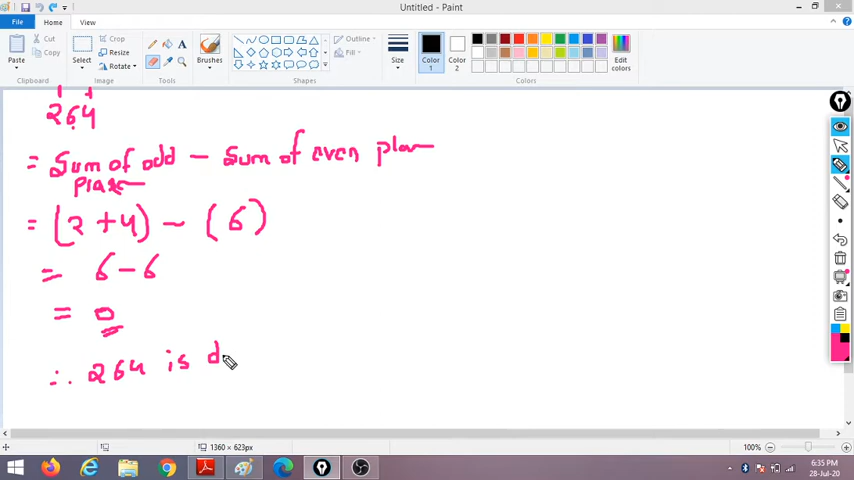 Untitled - Paint
File Home View
Cut
Copy
Paste
Clipboard
Crop
Resize
Rotate
Select
Image
A
Tools
Brushes
Outline
Fill
Shapes
Size
Color 1
Color 2
Edit colors
Colors
264
= Sum of odd place - Sum of even
= (2+4) - (6)
= 6-6
= 0
∴ 264 is d
1360 × 623px
100%
6:35 PM
28-Jul-20